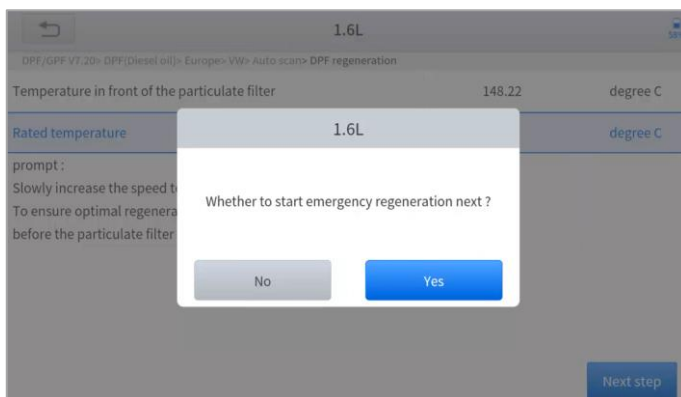 1.6L
DPF/GPF V7.20> DPF(Diesel oil)> Europe> VW> Auto scan> DPF regeneration
Temperature in front of the particulate filter 148.22 degree C
Rated temperature degree C
1.6L
prompt :
Slowly increase the speed t
To ensure optimal regenera
before the particulate filter
Whether to start emergency regeneration next ?
No Yes
Next step